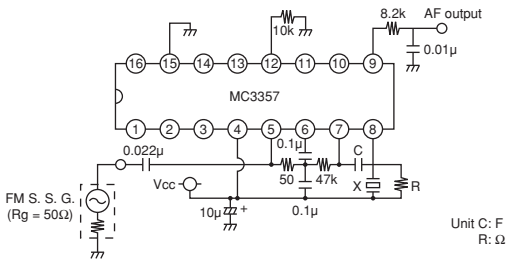 8.2k
AF output
10k
0.01μ
16 15 14 13 12 11 10 9
MC3357
1 2 3 4 5 6 7 8
0.1μ
0.022μ
C
50
47k
Vcc
X
R
FM S. S. G.
(Rg = 50Ω)
10μ
+
0.1μ
Unit C: F
R: Ω